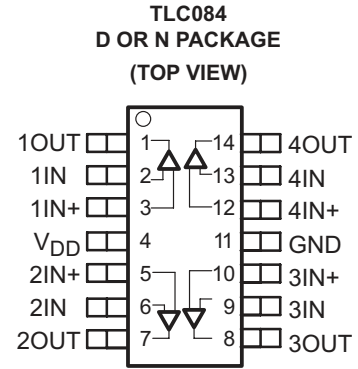 TLC084
D OR N PACKAGE
(TOP VIEW)
1OUT 1 14 4OUT
1IN 2 13 4IN
1IN+ 3 12 4IN+
VDD 4 11 GND
2IN+ 5 10 3IN+
2IN 6 9 3IN
2OUT 7 8 3OUT